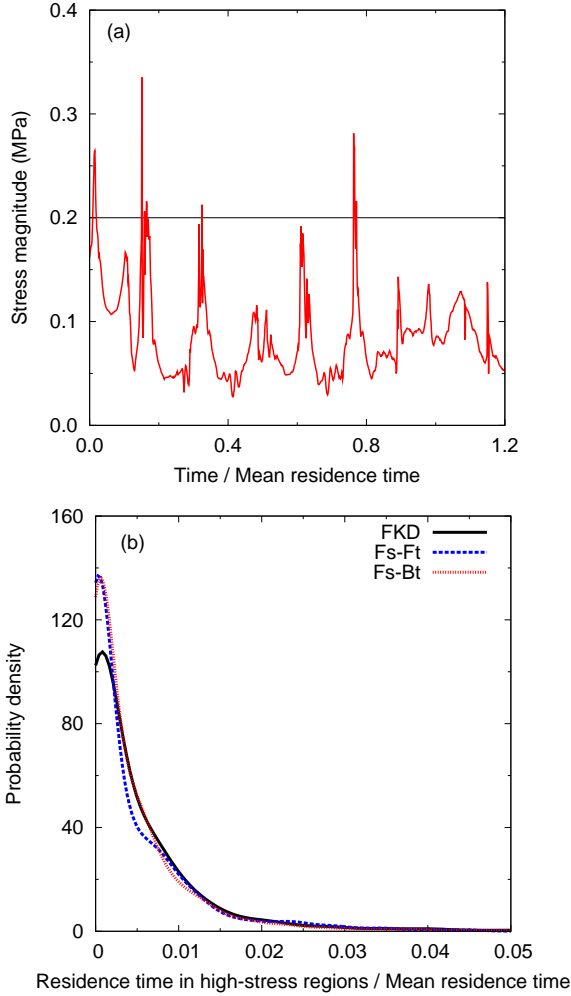 (a)
Stress magnitude (MPa)
0.4
0.3
0.2
0.1
0.0
0.0 0.4 0.8 1.2
Time / Mean residence time
(b)
FKD
Fs-Ft
Fs-Bt
Probability density
160
120
80
40
0
0 0.01 0.02 0.03 0.04 0.05
Residence time in high-stress regions / Mean residence time